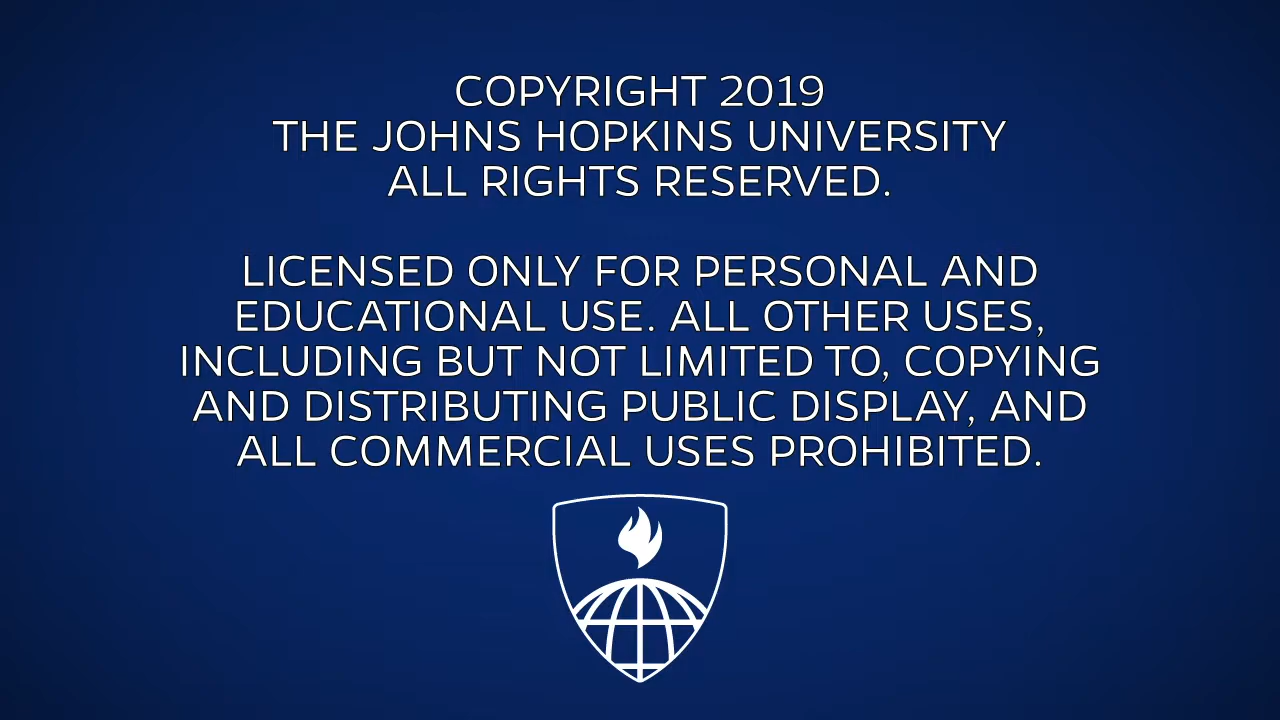 COPYRIGHT 2019
THE JOHNS HOPKINS UNIVERSITY
ALL RIGHTS RESERVED.
LICENSED ONLY FOR PERSONAL AND
EDUCATIONAL USE. ALL OTHER USES,
INCLUDING BUT NOT LIMITED TO, COPYING
AND DISTRIBUTING PUBLIC DISPLAY, AND
ALL COMMERCIAL USES PROHIBITED.